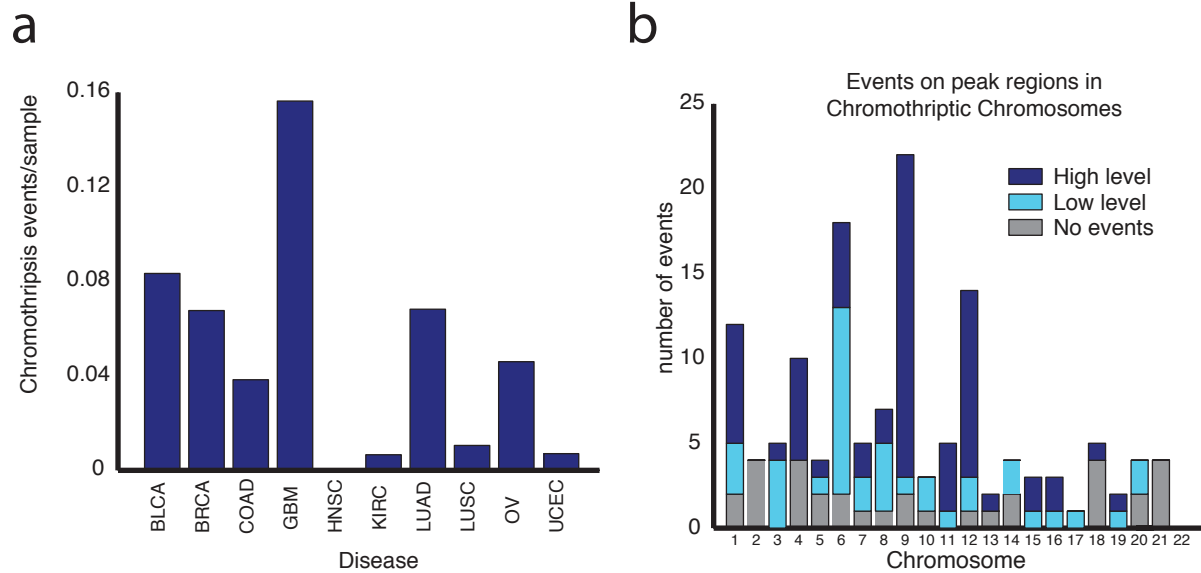 a
Chromothripsis events/sample
0.16
0.12
0.08
0.04
0
BLCA
BRCA
COAD
GBM
HNSC
KIRC
LUAD
LUSC
OV
UCEC
Disease
b
Events on peak regions in
Chromothriptic Chromosomes
number of events
25
20
15
10
5
0
High level
Low level
No events
1 2 3 4 5 6 7 8 9 10 11 12 13 14 15 16 17 18 19 20 21 22
Chromosome